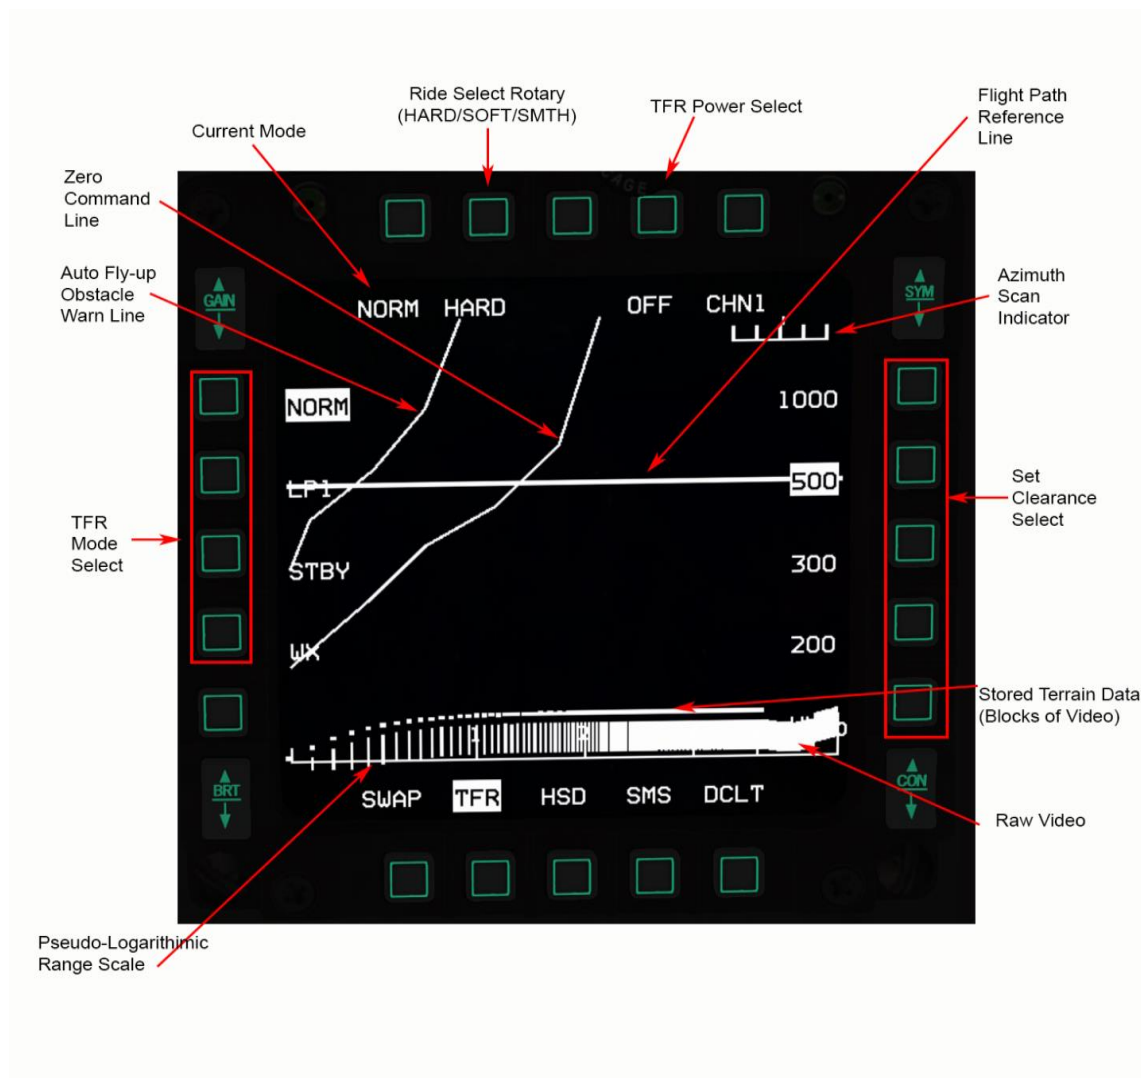 Ride Select Rotary
(HARD/SOFT/SMTH)
TFR Power Select
Flight Path
Reference
Line
Current Mode
Zero
Command
Line
CAGE
Auto Fly-up
Obstacle
Warn Line
Azimuth
Scan
Indicator
GAIN
SYM
NORM HARD OFF CHN1
NORM
1000
LP1
500
Set
Clearance
Select
TFR
Mode
Select
STBY
300
WX
200
Stored Terrain Data
(Blocks of Video)
1 2
BRT
CON
SWAP TFR HSD SMS DCLT
Raw Video
Pseudo-Logarithimic
Range Scale